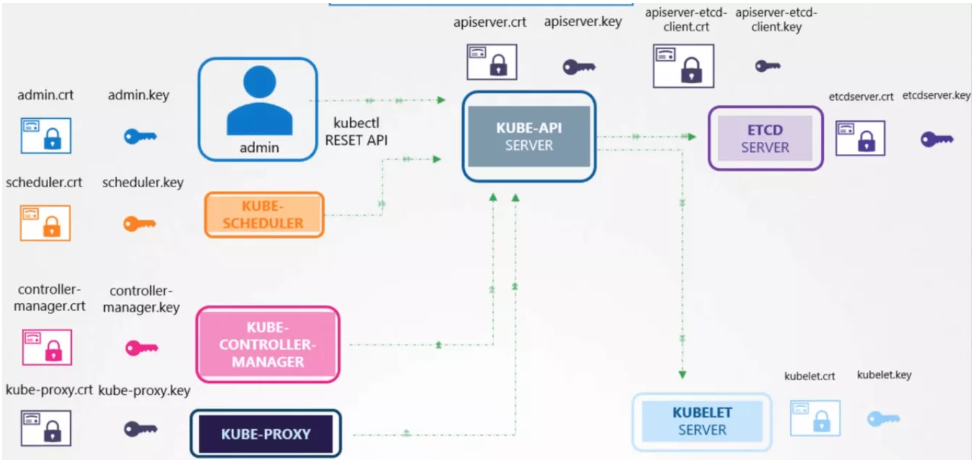 apiserver.crt apiserver.key
apiserver-etcd-
client.crt
apiserver-etcd-
client.key
admin.crt admin.key
admin
kubectl
RESET API
KUBE-API
SERVER
ETCD
SERVER
etcdserver.crt etcdserver.key
scheduler.crt scheduler.key
KUBE-
SCHEDULER
controller-
manager.crt
controller-
manager.key
KUBE-
CONTROLLER-
MANAGER
kube-proxy.crt kube-proxy.key
KUBE-PROXY
KUBELET
SERVER
kubelet.crt kubelet.key